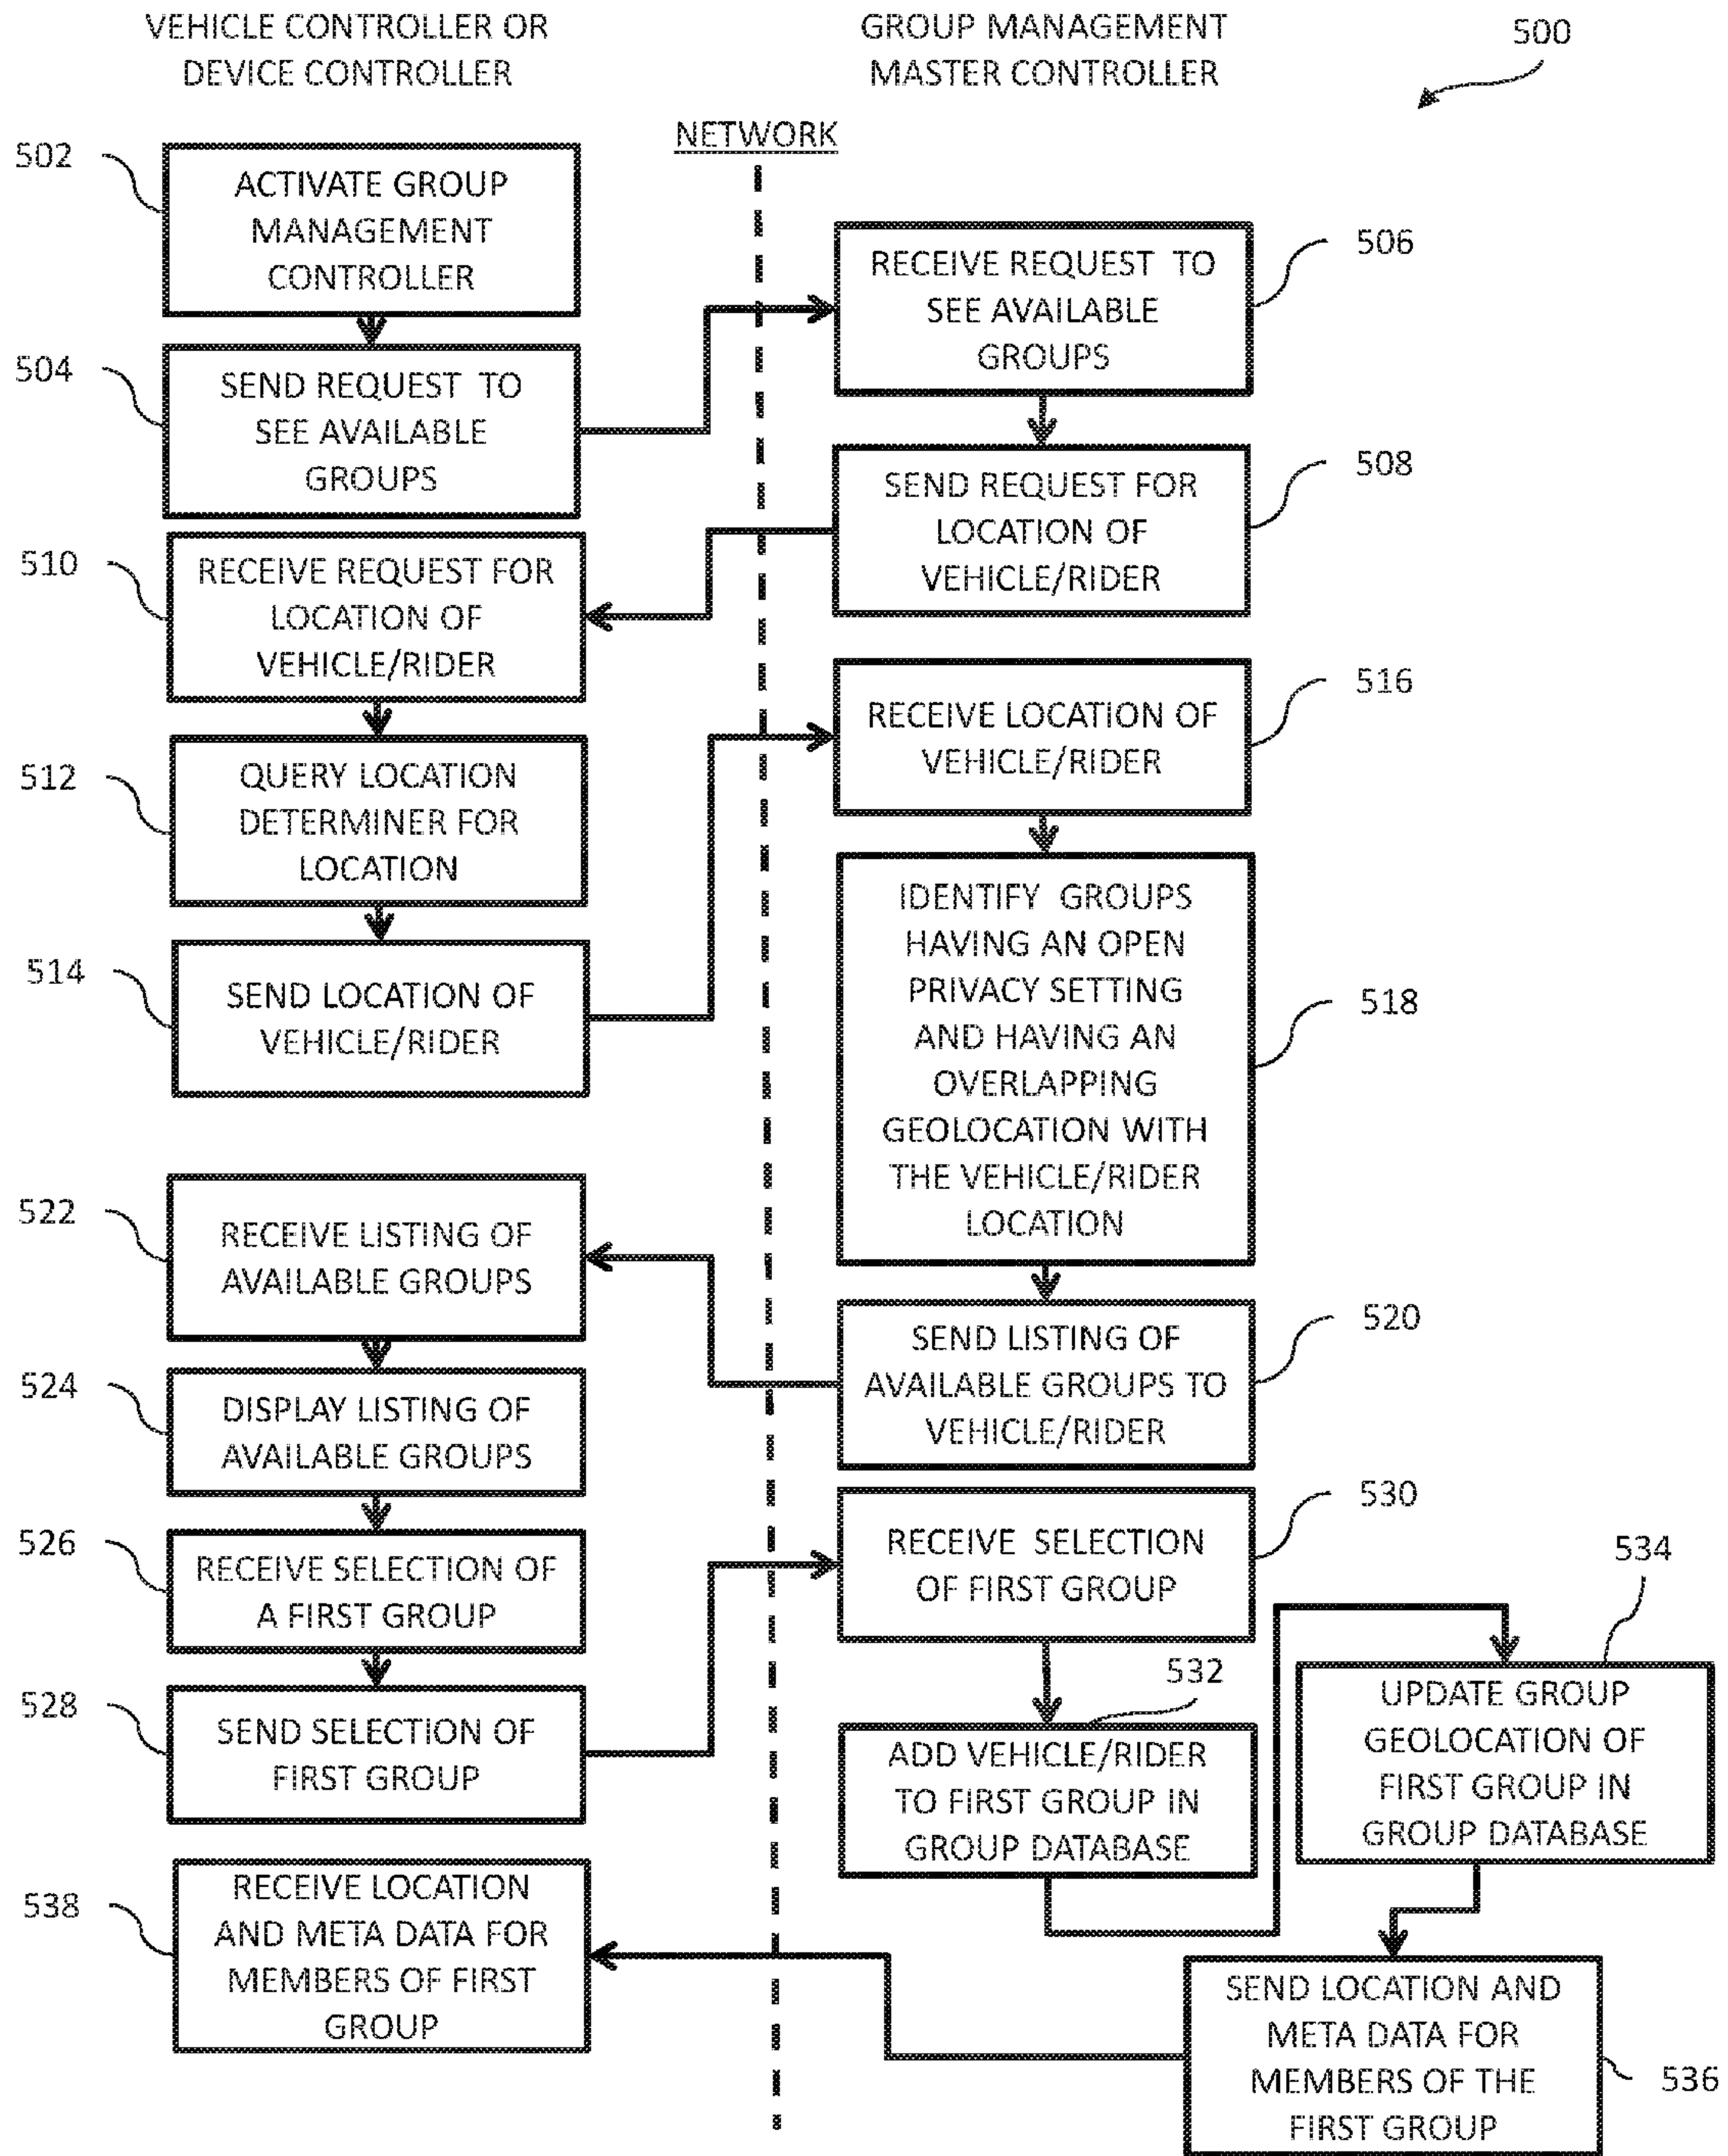 VEHICLE CONTROLLER OR
DEVICE CONTROLLER
GROUP MANAGEMENT
MASTER CONTROLLER
500
NETWORK
502
ACTIVATE GROUP
MANAGEMENT
CONTROLLER
504
SEND REQUEST TO
SEE AVAILABLE
GROUPS
506
RECEIVE REQUEST TO
SEE AVAILABLE
GROUPS
508
SEND REQUEST FOR
LOCATION OF
VEHICLE/RIDER
510
RECEIVE REQUEST FOR
LOCATION OF
VEHICLE/RIDER
512
QUERY LOCATION
DETERMINER FOR
LOCATION
514
SEND LOCATION OF
VEHICLE/RIDER
516
RECEIVE LOCATION OF
VEHICLE/RIDER
518
IDENTIFY GROUPS
HAVING AN OPEN
PRIVACY SETTING
AND HAVING AN
OVERLAPPING
GEOLOCATION WITH
THE VEHICLE/RIDER
LOCATION
520
SEND LISTING OF
AVAILABLE GROUPS TO
VEHICLE/RIDER
522
RECEIVE LISTING OF
AVAILABLE GROUPS
524
DISPLAY LISTING OF
AVAILABLE GROUPS
526
RECEIVE SELECTION OF
A FIRST GROUP
528
SEND SELECTION OF
FIRST GROUP
530
RECEIVE SELECTION
OF FIRST GROUP
532
ADD VEHICLE/RIDER
TO FIRST GROUP IN
GROUP DATABASE
534
UPDATE GROUP
GEOLOCATION OF
FIRST GROUP IN
GROUP DATABASE
536
SEND LOCATION AND
META DATA FOR
MEMBERS OF THE
FIRST GROUP
538
RECEIVE LOCATION
AND META DATA FOR
MEMBERS OF FIRST
GROUP